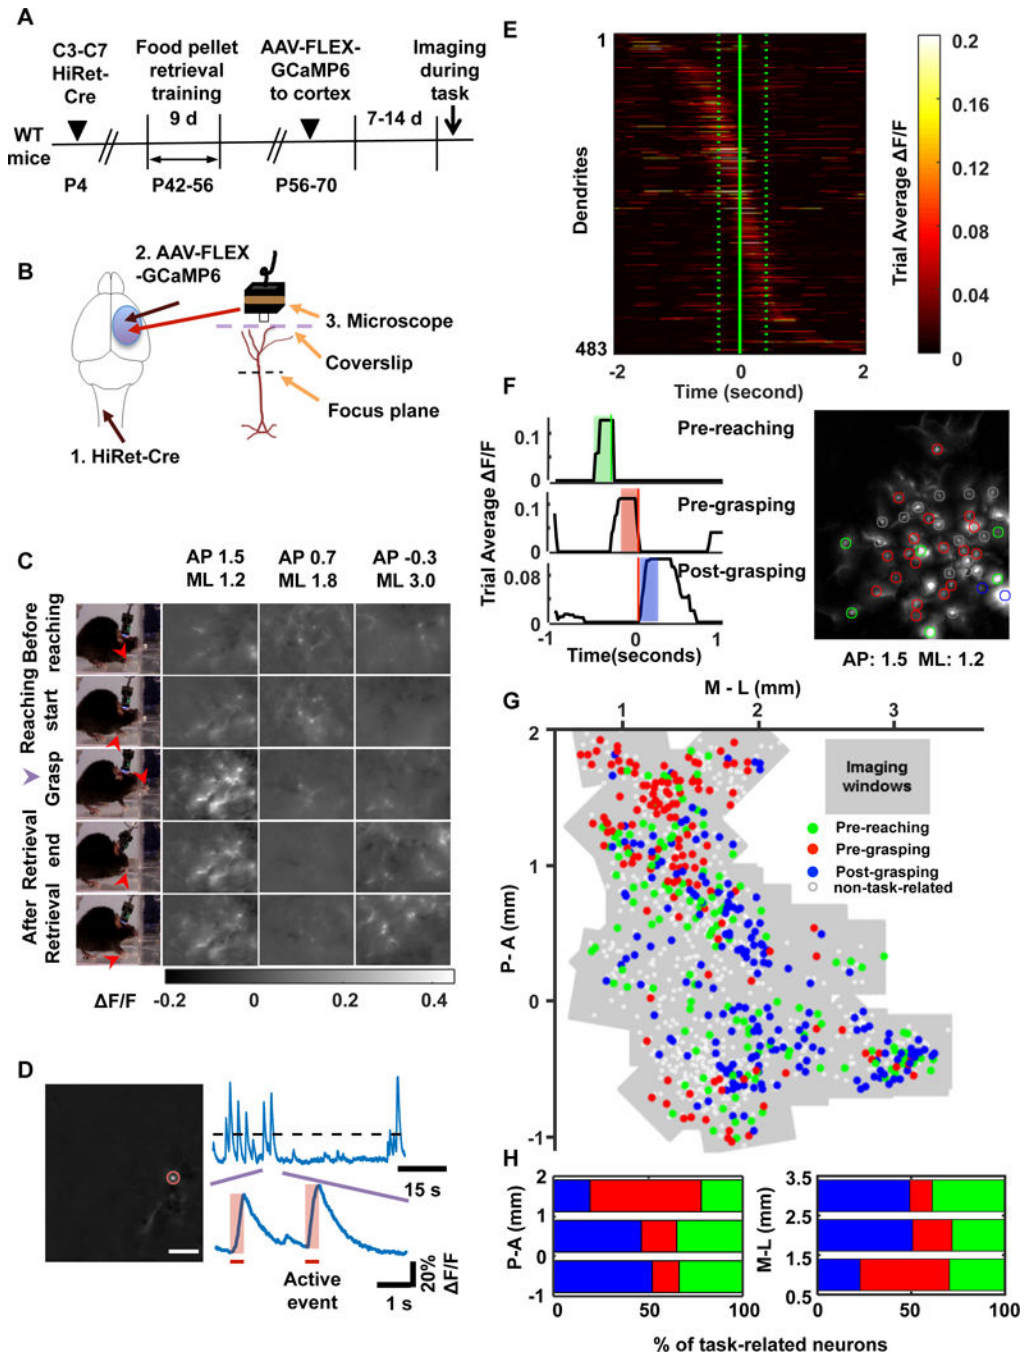 A
C3-C7
HiRet-
Cre
Food pellet
retrieval
training
9 d
AAV-FLEX-
GCaMP6
to cortex
7-14 d
Imaging
during
task
WT
mice
P4
P42-56
P56-70
B
2. AAV-FLEX
-GCaMP6
3. Microscope
Coverslip
Focus plane
1. HiRet-Cre
C
AP 1.5
ML 1.2
AP 0.7
ML 1.8
AP -0.3
ML 3.0
Before
reaching
Reaching
start
Grasp
Retrieval
end
After
Retrieval
ΔF/F
-0.2
0
0.2
0.4
D
15 s
20%
ΔF/F
1 s
Active
event
E
1
Dendrites
483
-2
0
2
Time (second)
0.2
0.16
0.12
0.08
0.04
0
Trial Average ΔF/F
F
Trial Average ΔF/F
0.1
0
Pre-reaching
0.1
0
Pre-grasping
0.08
0
Post-grasping
-1
0
1
Time(seconds)
AP: 1.5 ML: 1.2
G
M - L (mm)
1
2
3
P- A (mm)
2
1
0
-1
Imaging
windows
Pre-reaching
Pre-grasping
Post-grasping
non-task-related
H
P-A (mm)
2
1
0
-1
0
50
100
M-L (mm)
3.5
2.5
1.5
0.5
0
50
100
% of task-related neurons